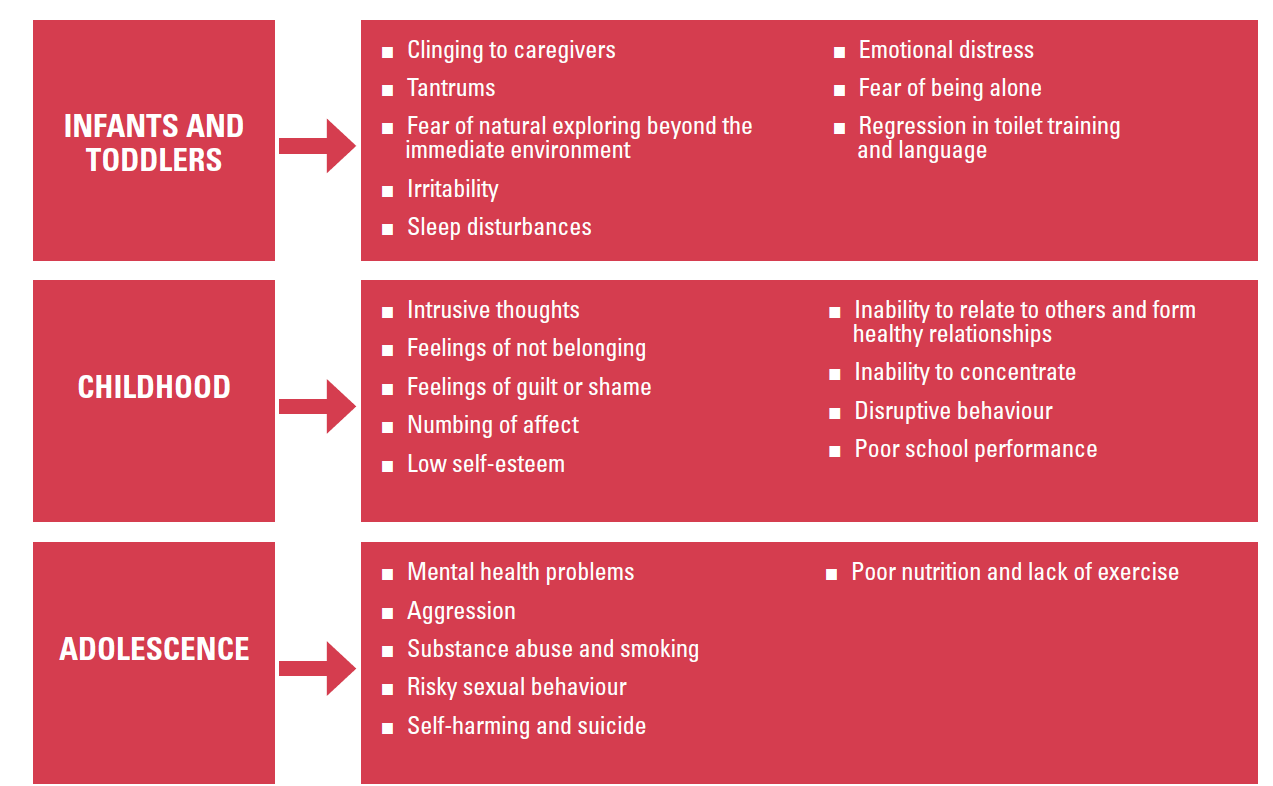 INFANTS AND
TODDLERS
■ Clinging to caregivers
■ Tantrums
■ Fear of natural exploring beyond the
immediate environment
■ Irritability
■ Sleep disturbances
■ Emotional distress
■ Fear of being alone
■ Regression in toilet training
and language
CHILDHOOD
■ Intrusive thoughts
■ Feelings of not belonging
■ Feelings of guilt or shame
■ Numbing of affect
■ Low self-esteem
■ Inability to relate to others and form
healthy relationships
■ Inability to concentrate
■ Disruptive behaviour
■ Poor school performance
ADOLESCENCE
■ Mental health problems
■ Aggression
■ Substance abuse and smoking
■ Risky sexual behaviour
■ Self-harming and suicide
■ Poor nutrition and lack of exercise